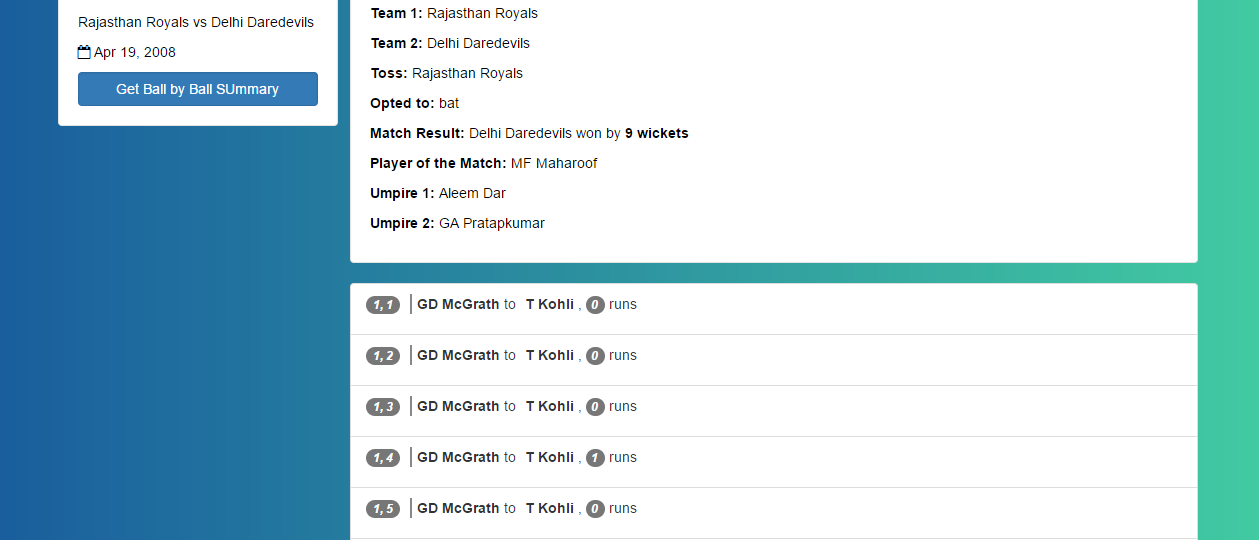 Rajasthan Royals vs Delhi Daredevils
Apr 19, 2008
Get Ball by Ball SUmmary
Team 1: Rajasthan Royals
Team 2: Delhi Daredevils
Toss: Rajasthan Royals
Opted to: bat
Match Result: Delhi Daredevils won by 9 wickets
Player of the Match: MF Maharoof
Umpire 1: Aleem Dar
Umpire 2: GA Pratapkumar
1, 1 GD McGrath to T Kohli , 0 runs
1, 2 GD McGrath to T Kohli , 0 runs
1, 3 GD McGrath to T Kohli , 0 runs
1, 4 GD McGrath to T Kohli , 1 runs
1, 5 GD McGrath to T Kohli , 0 runs